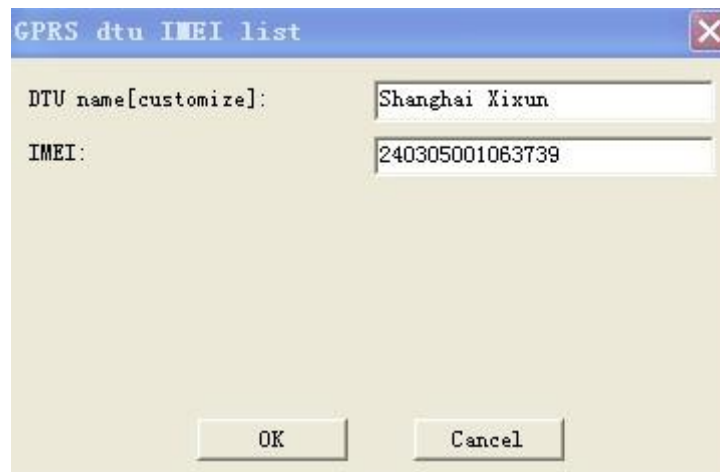 GPRS dtu IMEI list
DTU name[customize]: Shanghai Xixun
IMEI: 240305001063739
OK Cancel